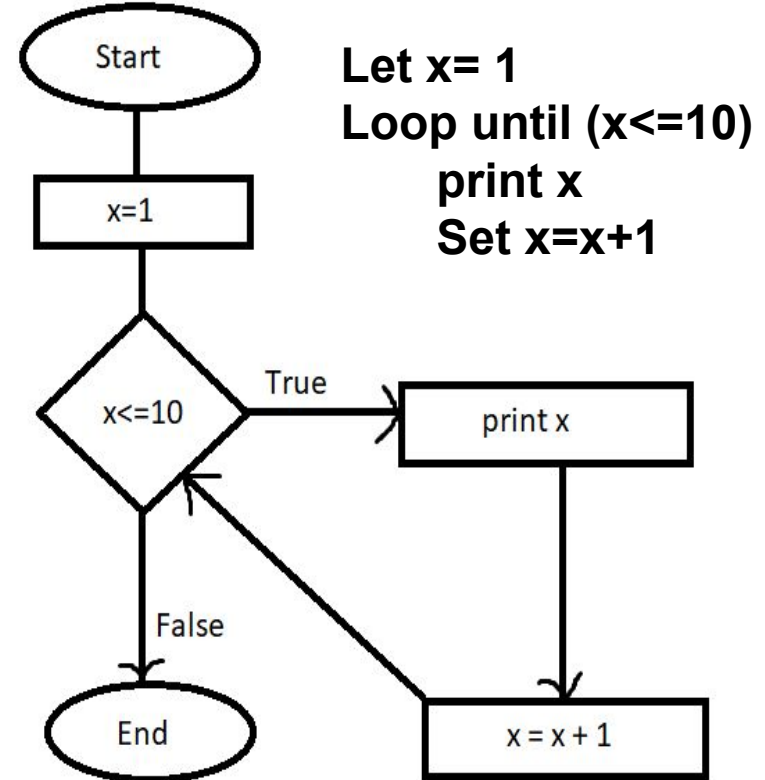 Start
Let x= 1
Loop until (x<=10)
print x
Set x=x+1
x=1
x<=10
True
print x
False
End
x = x + 1